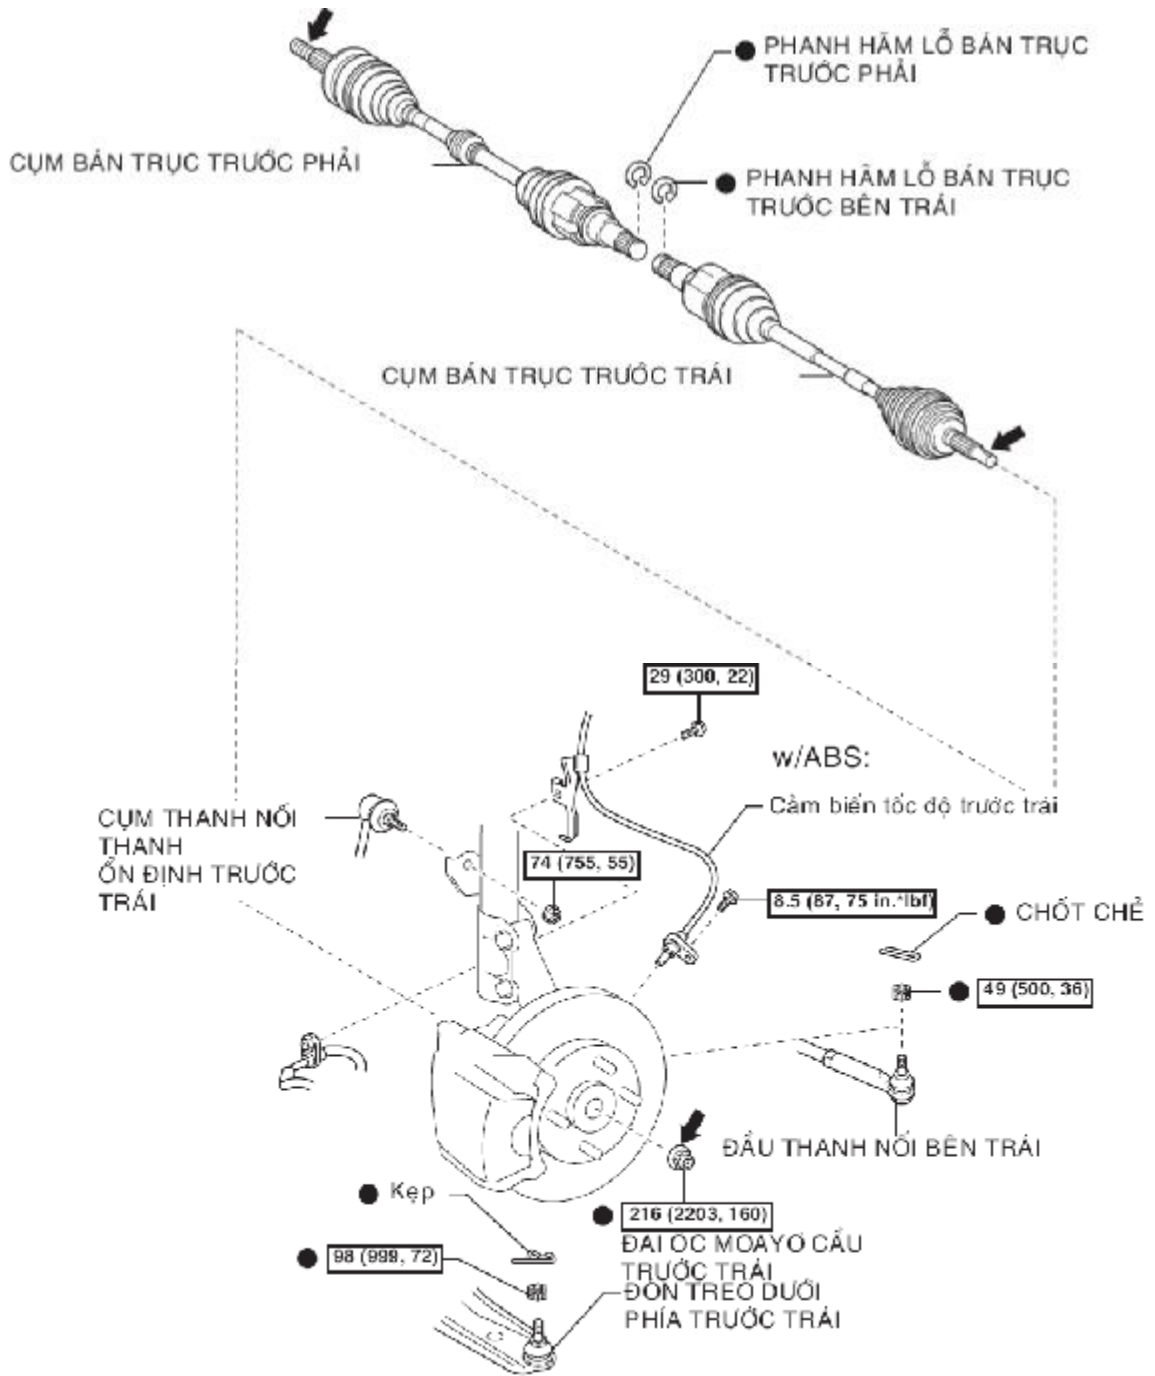 PHANH HÃM LỖ BÁN TRỤC
TRƯỚC PHẢI
CỤM BÁN TRỤC TRƯỚC PHẢI
PHANH HÃM LỖ BÁN TRỤC
TRƯỚC BÊN TRÁI
CỤM BÁN TRỤC TRƯỚC TRÁI
29 (300, 22)
w/ABS:
Cảm biến tốc độ trước trái
CỤM THANH NỐI
THANH
ỔN ĐỊNH TRƯỚC
TRÁI
74 (755, 55)
8.5 (87, 75 in.*lbf)
CHỐT CHẺ
49 (500, 36)
ĐẦU THANH NỐI BÊN TRÁI
Kẹp
216 (2203, 160)
98 (999, 72)
ĐAI ỐC MOAYƠ CẦU
TRƯỚC TRÁI
ĐÒN TREO DƯỚI
PHÍA TRƯỚC TRÁI